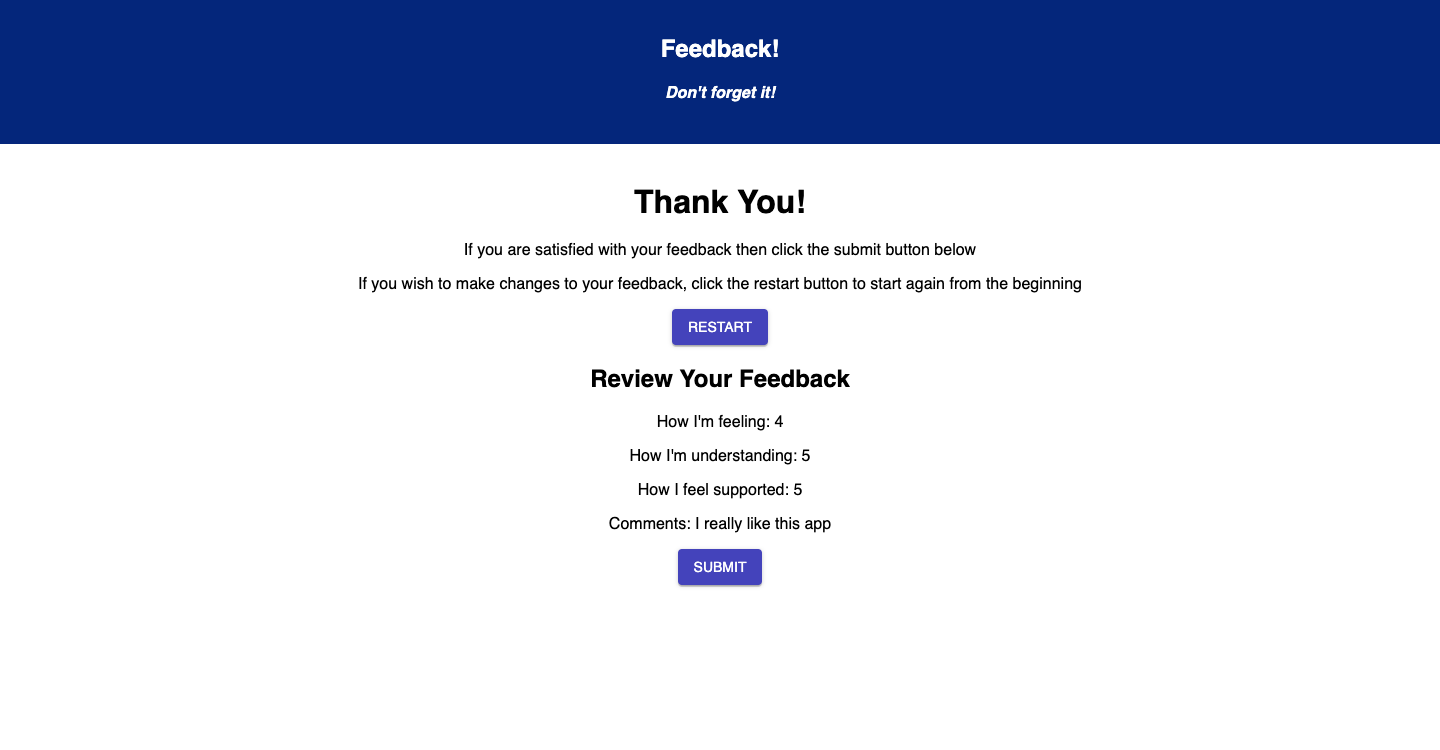 Feedback!
Don't forget it!
Thank You!
If you are satisfied with your feedback then click the submit button below
If you wish to make changes to your feedback, click the restart button to start again from the beginning
RESTART
Review Your Feedback
How I'm feeling: 4
How I'm understanding: 5
How I feel supported: 5
Comments: I really like this app
SUBMIT